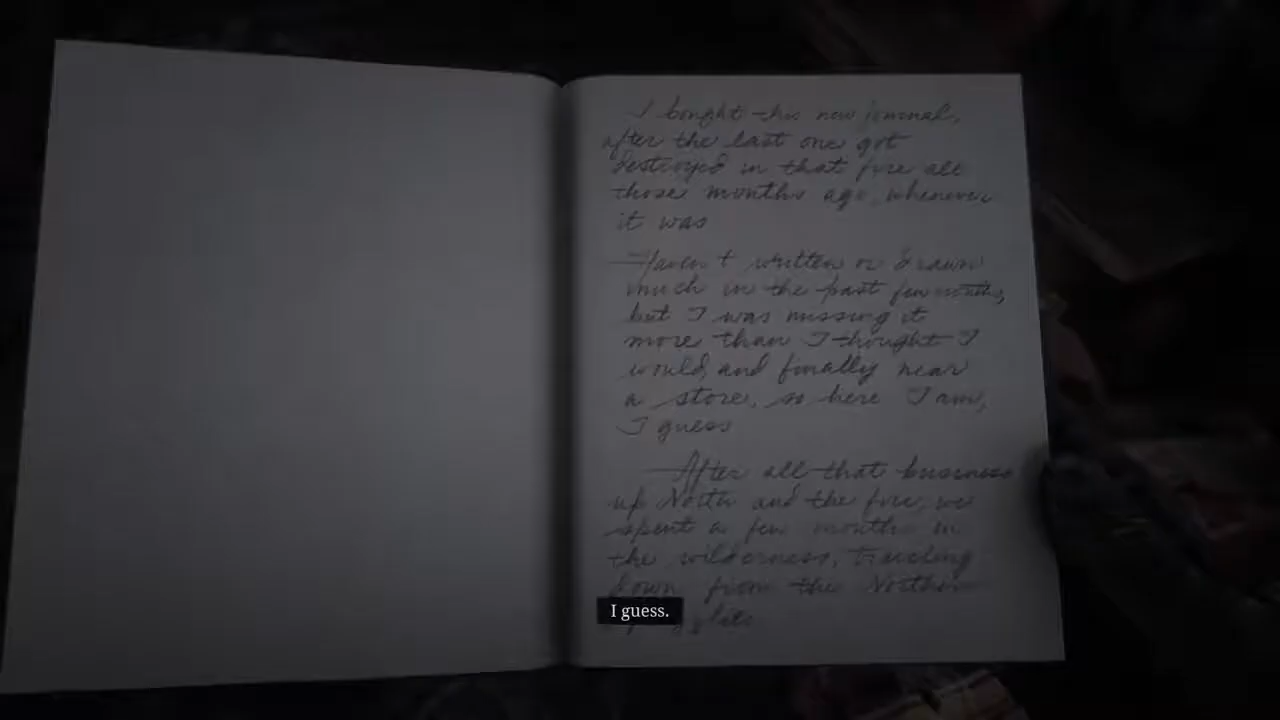 I bought this new journal,
after the last one got
destroyed in that fire all
those months ago, whenever
it was
Haven't written or drawn
much in the past few months,
but I was missing it
more than I thought I
would, and finally near
a store, so here I am,
I guess
After all that business
up North and the fire, we
spent a few months in
the wilderness, traveling
down from the Northern
I guess.